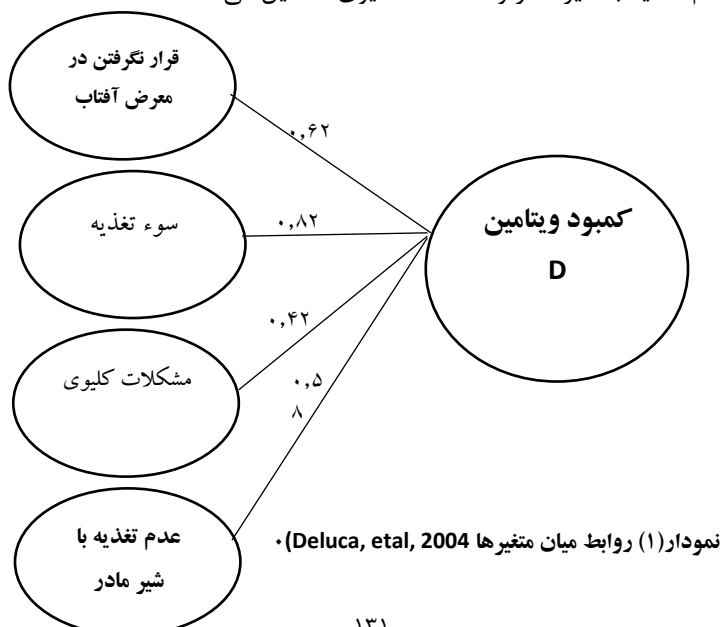 قرار نگرفتن در
معرض آفتاب
۰,۶۲
کمبود ویتامین
D
سوء تغذیه
۰,۸۲
۰,۴۲
مشکلات کلیوی
۰,۵
۸
عدم تغذیه با
شیر مادر
نمودار(۱) روابط میان متغیرها Deluca, etal, 2004)۰
۱۳۱